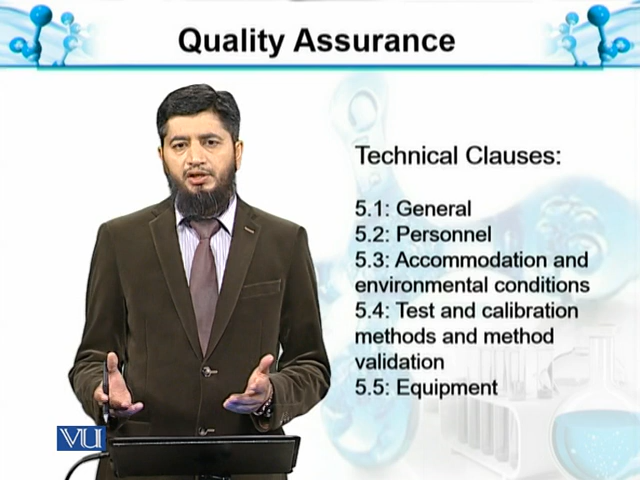 Quality Assurance
Technical Clauses:
5.1: General
5.2: Personnel
5.3: Accommodation and
environmental conditions
5.4: Test and calibration
methods and method
validation
5.5: Equipment
VU